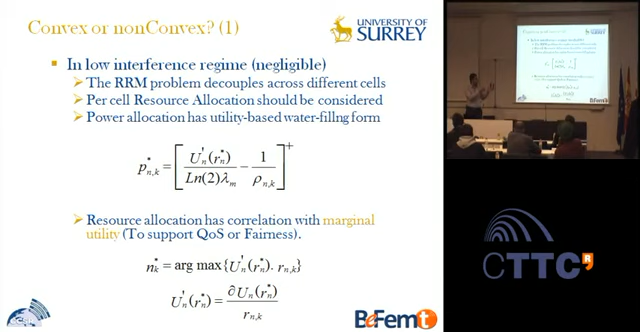 Convex or nonConvex? (1)
UNIVERSITY OF
SURREY
In low interference regime (negligible)
The RRM problem decouples across different cells
Per cell Resource Allocation should be considered
Power allocation has utility-based water-fillng form
p*n,k = [ U'n(r*n) / Ln(2)λm − 1 / ρn,k ]+
Resource allocation has correlation with marginal
utility (To support QoS or Fairness).
n*k = arg max{U'n(r*n). rn,k}
U'n(r*n) = ∂Un(r*n) / rn,k
BeFemt
CTTC